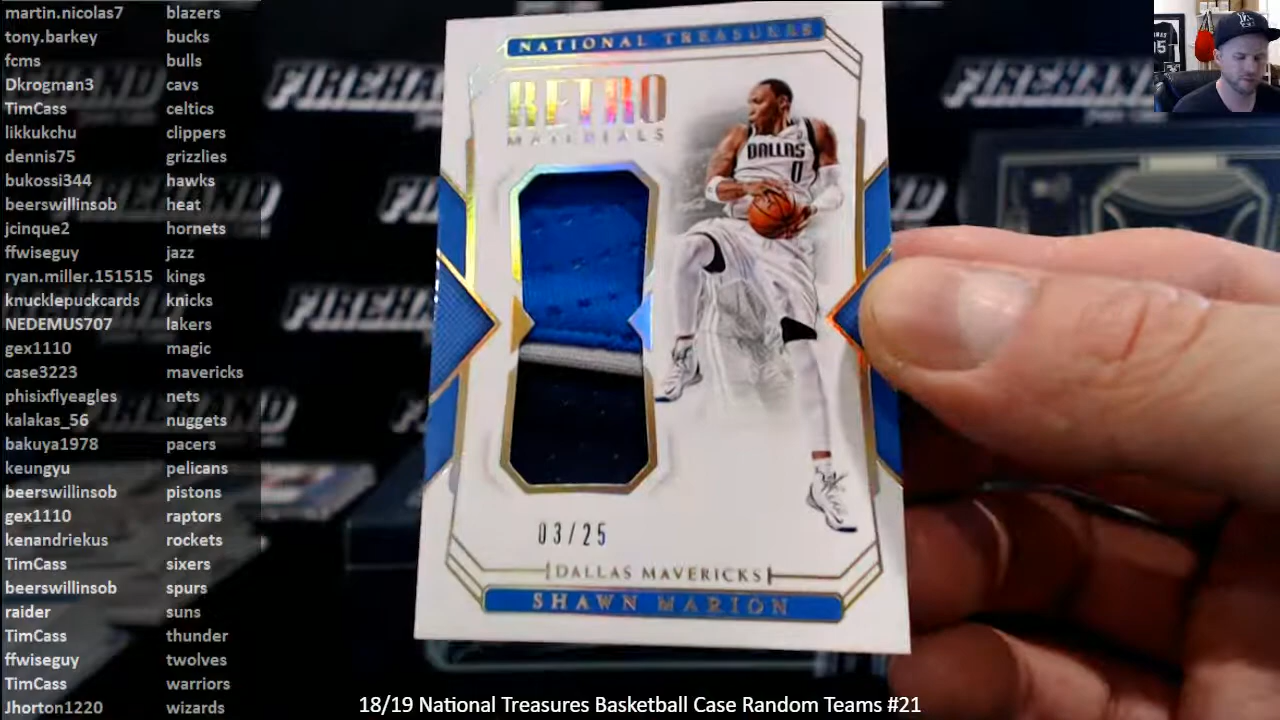 martin.nicolas7 blazers
tony.barkey bucks
fcms bulls
Dkrogman3 cavs
TimCass celtics
likkukchu clippers
dennis75 grizzlies
bukossi344 hawks
beerswillinsob heat
jcinque2 hornets
ffwiseguy jazz
ryan.miller.151515 kings
knucklepuckcards knicks
NEDEMUS707 lakers
gex1110 magic
case3223 mavericks
phisixflyeagles nets
kalakas_56 nuggets
bakuya1978 pacers
keungyu pelicans
beerswillinsob pistons
gex1110 raptors
kenandriekus rockets
TimCass sixers
beerswillinsob spurs
raider suns
TimCass thunder
ffwiseguy twolves
TimCass warriors
Jhorton1220 wizards
NATIONAL TREASURES
RETRO
MATERIALS
DALLAS
0
03/25
DALLAS MAVERICKS
SHAWN MARION
FIREHAND
FIREHAND
18/19 National Treasures Basketball Case Random Teams #21